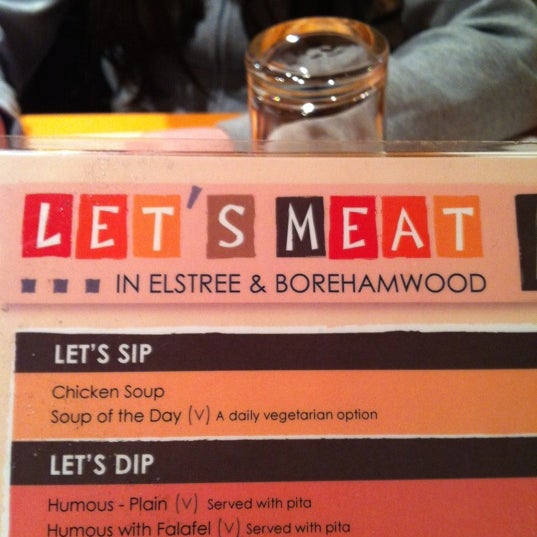 LET'S MEAT
... IN ELSTREE & BOREHAMWOOD
LET'S SIP
Chicken Soup
Soup of the Day (V) A daily vegetarian option
LET'S DIP
Humous - Plain (V) Served with pita
Humous with Falafel (V) Served with pita